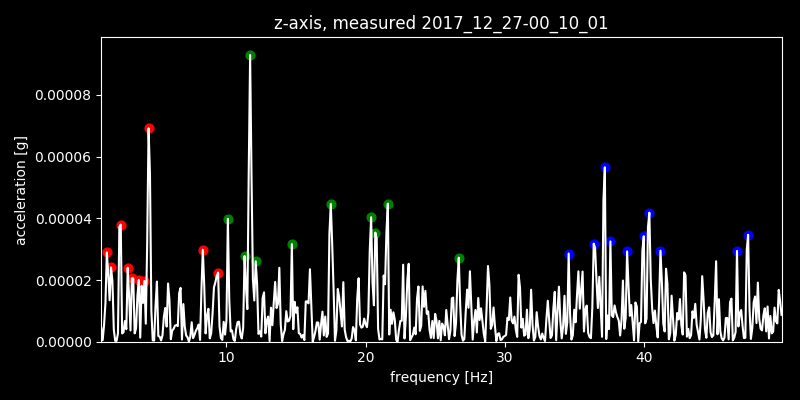 z-axis, measured 2017_12_27-00_10_01
acceleration [g]
0.00008
0.00006
0.00004
0.00002
0.00000
10 20 30 40
frequency [Hz]